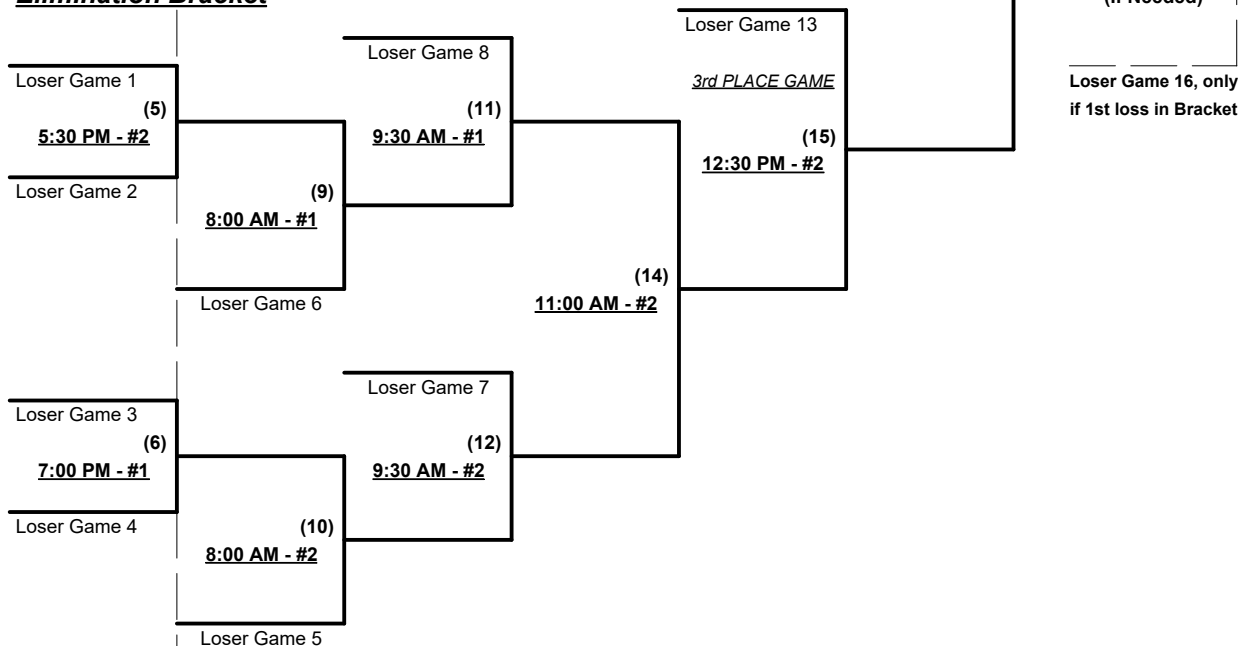 Elimination Bracket
(If Needed)
Loser Game 13
Loser Game 8
Loser Game 1
3rd PLACE GAME
Loser Game 16, only
if 1st loss in Bracket
(5)
5:30 PM - #2
(11)
9:30 AM - #1
(15)
12:30 PM - #2
Loser Game 2
(9)
8:00 AM - #1
(14)
11:00 AM - #2
Loser Game 6
Loser Game 7
Loser Game 3
(6)
7:00 PM - #1
(12)
9:30 AM - #2
Loser Game 4
(10)
8:00 AM - #2
Loser Game 5